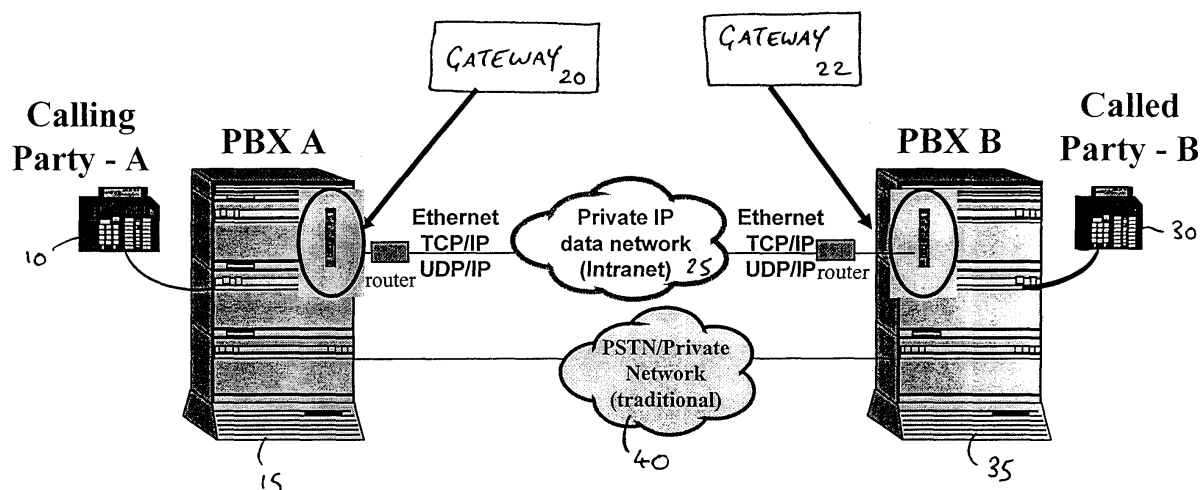 GATEWAY
20
GATEWAY
22
Calling
Party - A
PBX A
PBX B
Called
Party - B
10
Ethernet
TCP/IP
UDP/IP
router
Private IP
data network
(Intranet) 25
Ethernet
TCP/IP
UDP/IP
router
30
PSTN/Private
Network
(traditional)
15
40
35